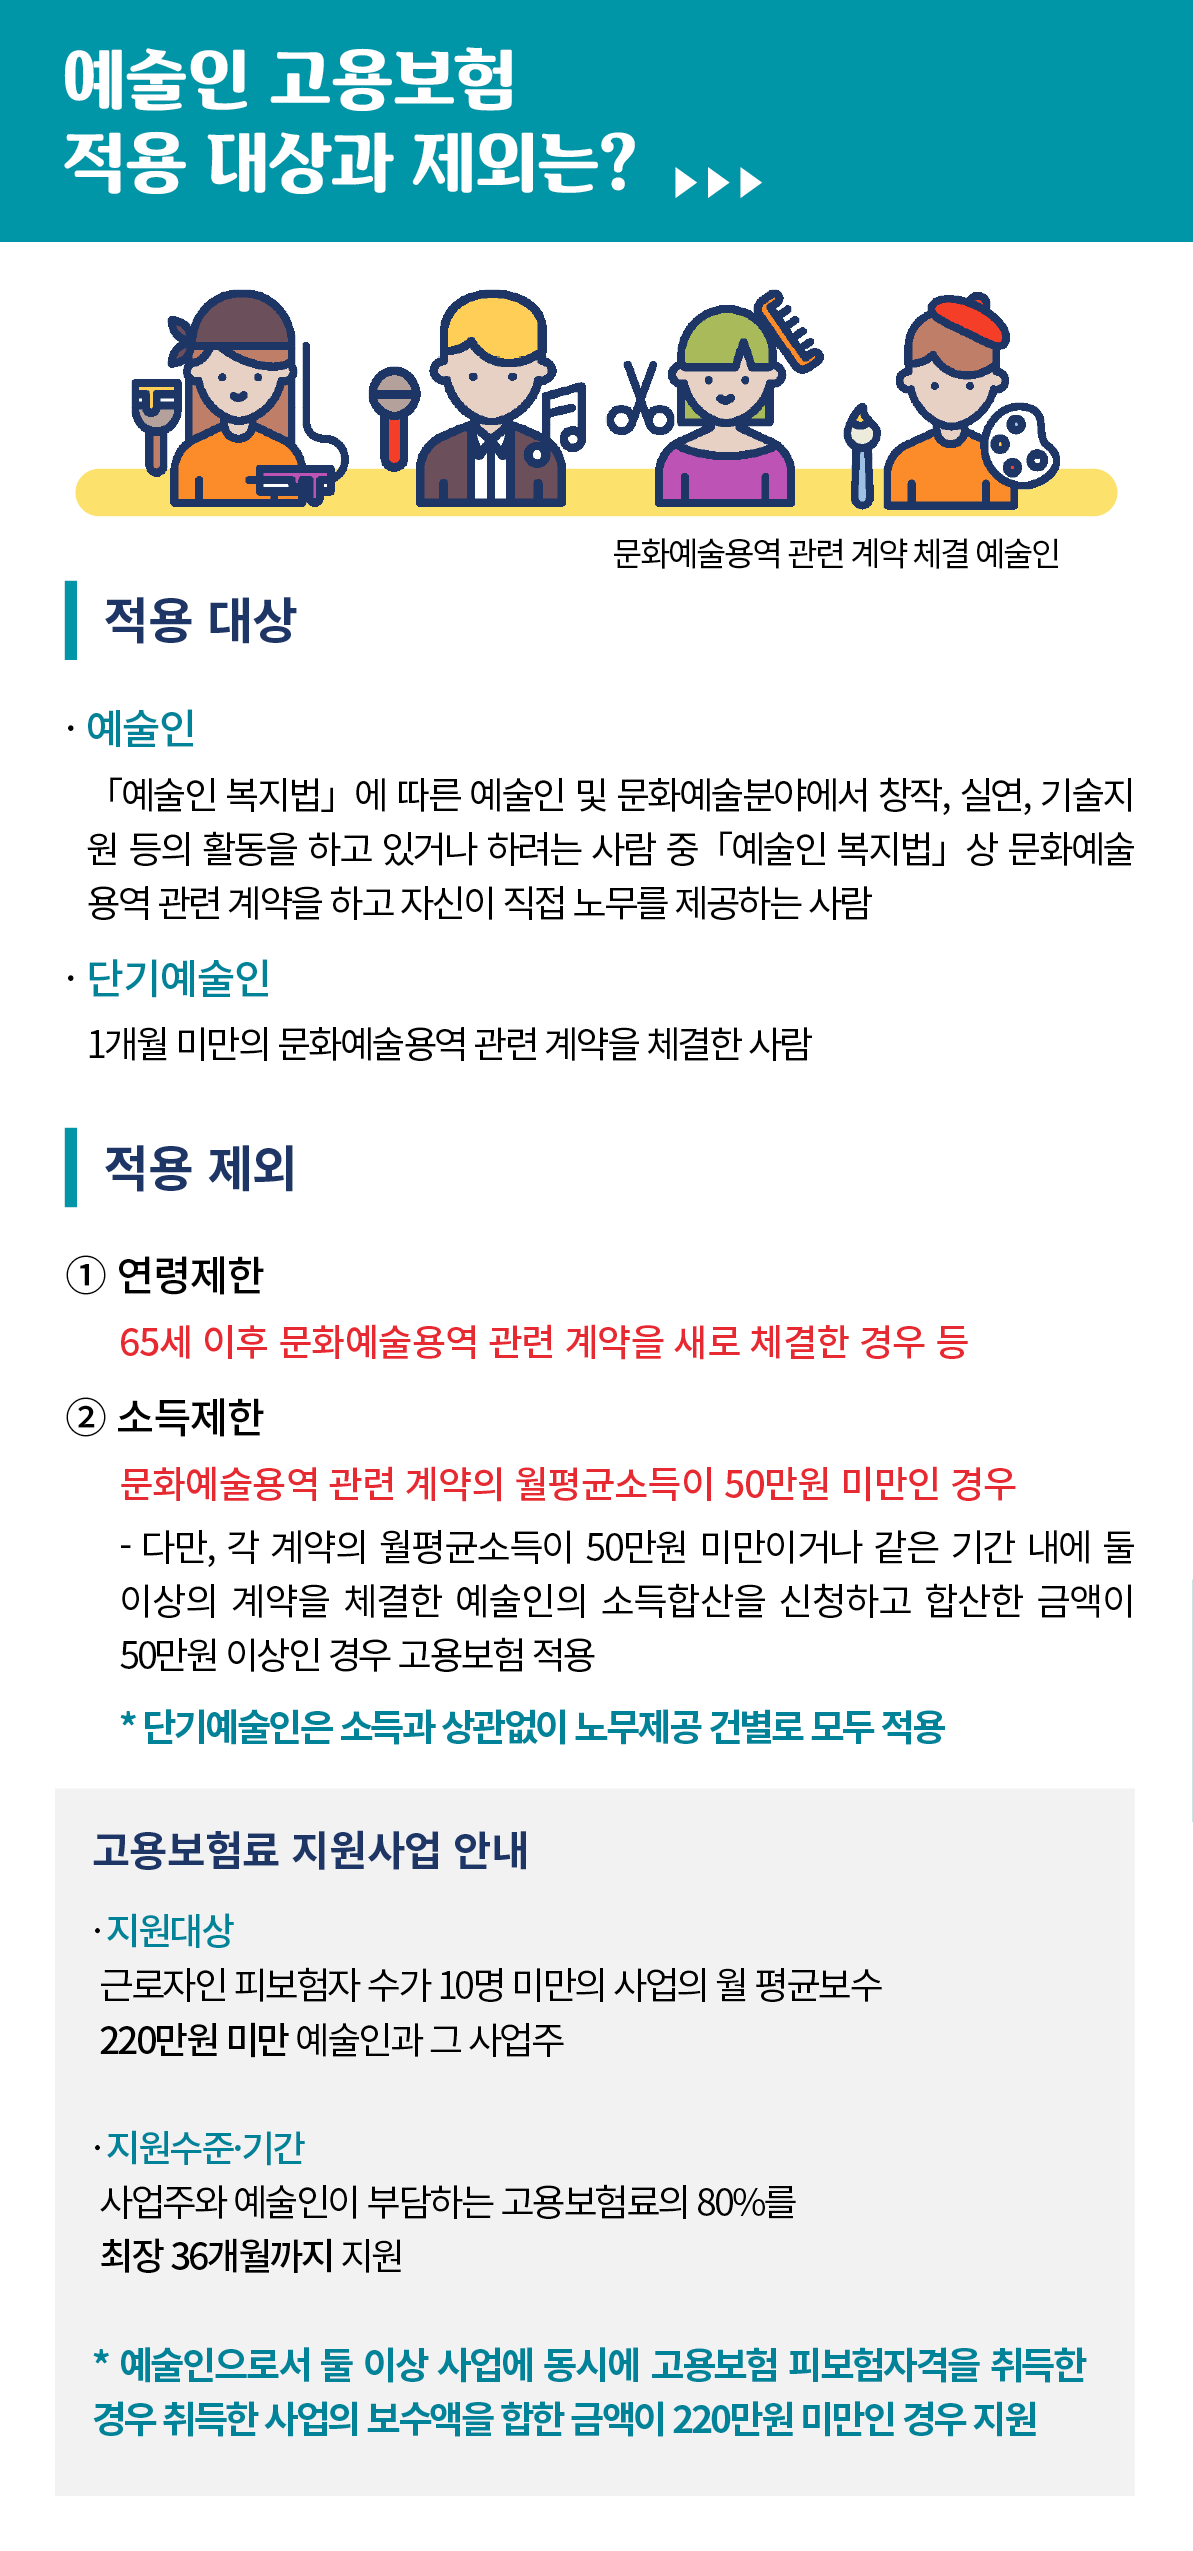 예술인 고용보험
적용 대상과 제외는?
문화예술용역 관련 계약 체결 예술인
적용 대상
· 예술인
「예술인 복지법」에 따른 예술인 및 문화예술분야에서 창작, 실연, 기술지
원 등의 활동을 하고 있거나 하려는 사람 중「예술인 복지법」상 문화예술
용역 관련 계약을 하고 자신이 직접 노무를 제공하는 사람
· 단기예술인
1개월 미만의 문화예술용역 관련 계약을 체결한 사람
적용 제외
① 연령제한
65세 이후 문화예술용역 관련 계약을 새로 체결한 경우 등
② 소득제한
문화예술용역 관련 계약의 월평균소득이 50만원 미만인 경우
- 다만, 각 계약의 월평균소득이 50만원 미만이거나 같은 기간 내에 둘
이상의 계약을 체결한 예술인의 소득합산을 신청하고 합산한 금액이
50만원 이상인 경우 고용보험 적용
* 단기예술인은 소득과 상관없이 노무제공 건별로 모두 적용
고용보험료 지원사업 안내
· 지원대상
근로자인 피보험자 수가 10명 미만의 사업의 월 평균보수
220만원 미만 예술인과 그 사업주
· 지원수준·기간
사업주와 예술인이 부담하는 고용보험료의 80%를
최장 36개월까지 지원
* 예술인으로서 둘 이상 사업에 동시에 고용보험 피보험자격을 취득한
경우 취득한 사업의 보수액을 합한 금액이 220만원 미만인 경우 지원